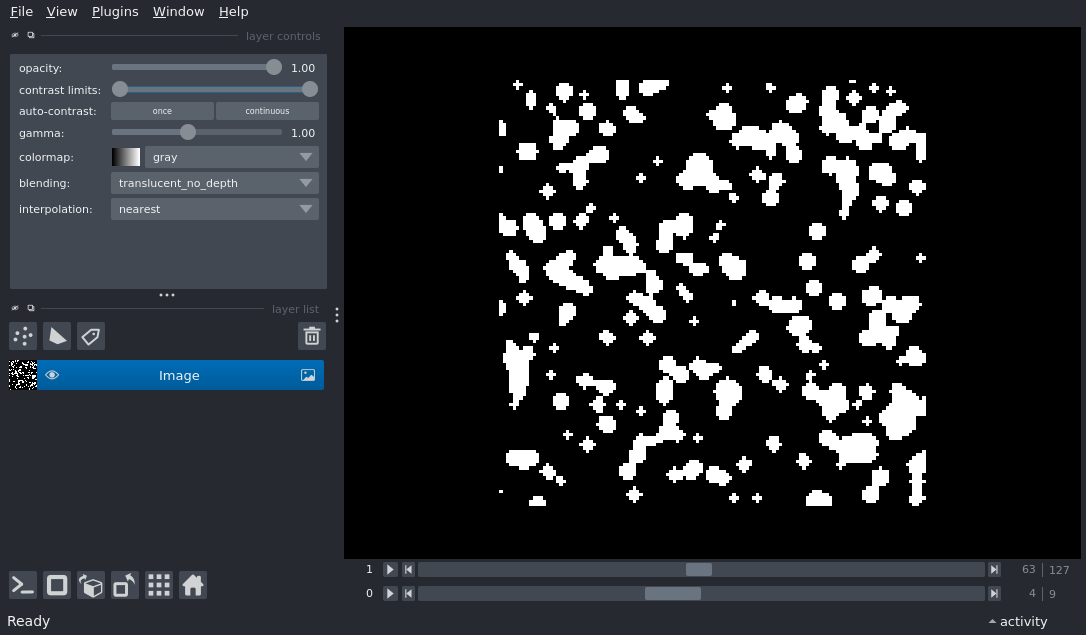 File View Plugins Window Help
layer controls
opacity: 1.00
contrast limits:
auto-contrast: once continuous
gamma: 1.00
colormap: gray
blending: translucent_no_depth
interpolation: nearest
layer list
Image
1 63 127
0 4 9
Ready activity